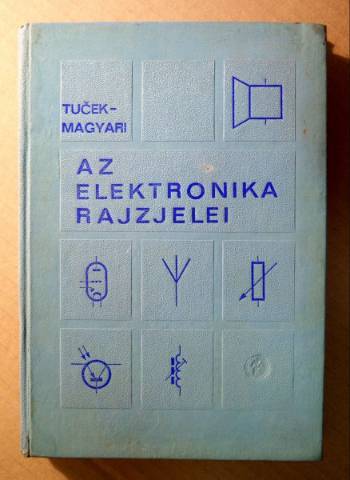 TUČEK-
MAGYARI
AZ
ELEKTRONIKA
RAJZJELEI